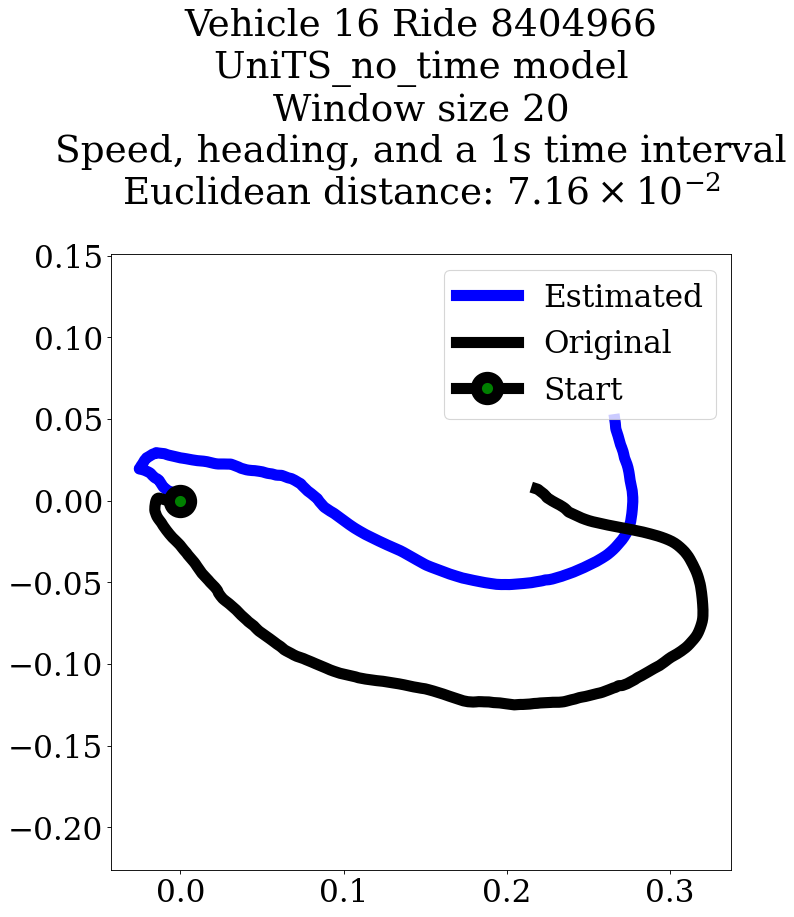 Vehicle 16 Ride 8404966
UniTS_no_time model
Window size 20
Speed, heading, and a 1s time interval
Euclidean distance: 7.16 × 10⁻²
Estimated
Original
Start
0.15
0.10
0.05
0.00
−0.05
−0.10
−0.15
−0.20
0.0 0.1 0.2 0.3